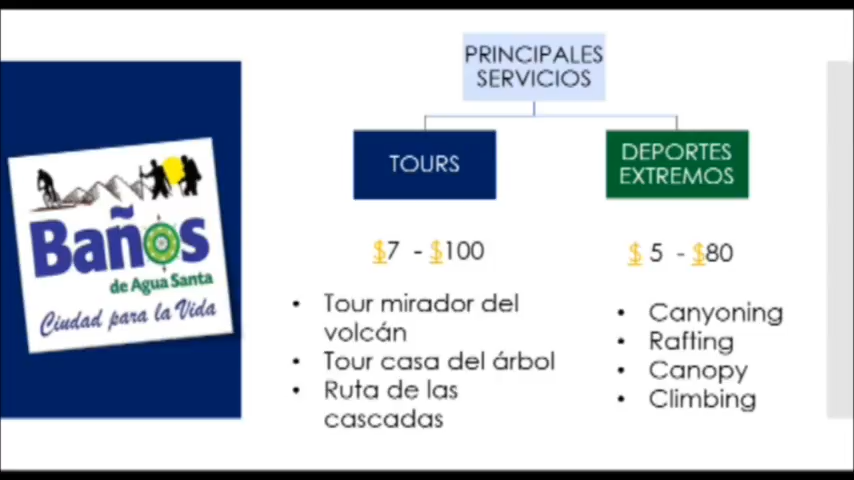 PRINCIPALES
SERVICIOS
TOURS
DEPORTES
EXTREMOS
Baños
de Agua Santa
Ciudad para la Vida
$7 - $100
• Tour mirador del
volcán
• Tour casa del árbol
• Ruta de las
cascadas
$ 5 - $80
• Canyoning
• Rafting
• Canopy
• Climbing